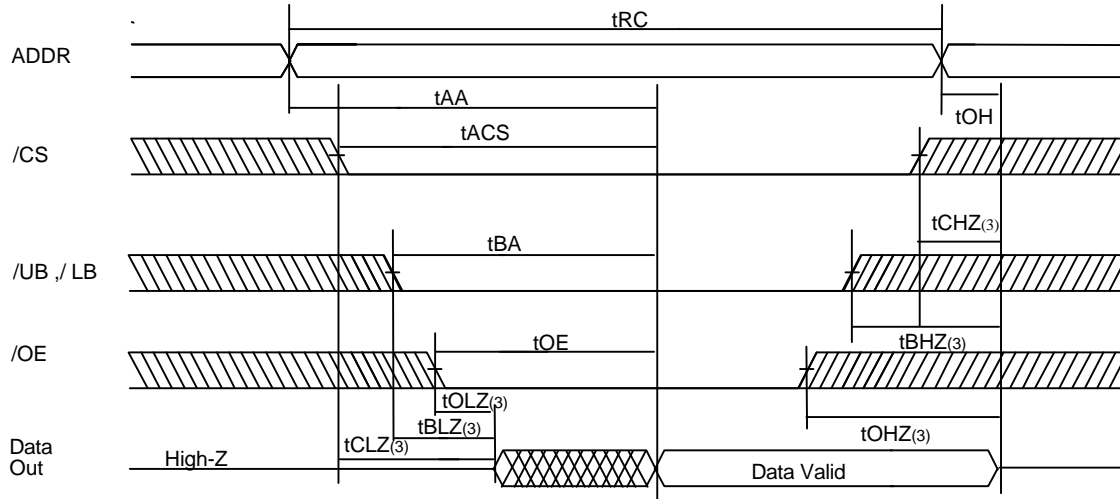 tRC
ADDR
tAA
tOH
tACS
/CS
tCHZ(3)
tBA
/UB ,/ LB
tBHZ(3)
/OE
tOE
tOLZ(3)
tBLZ(3)
tOHZ(3)
tCLZ(3)
Data
Out
High-Z
Data Valid